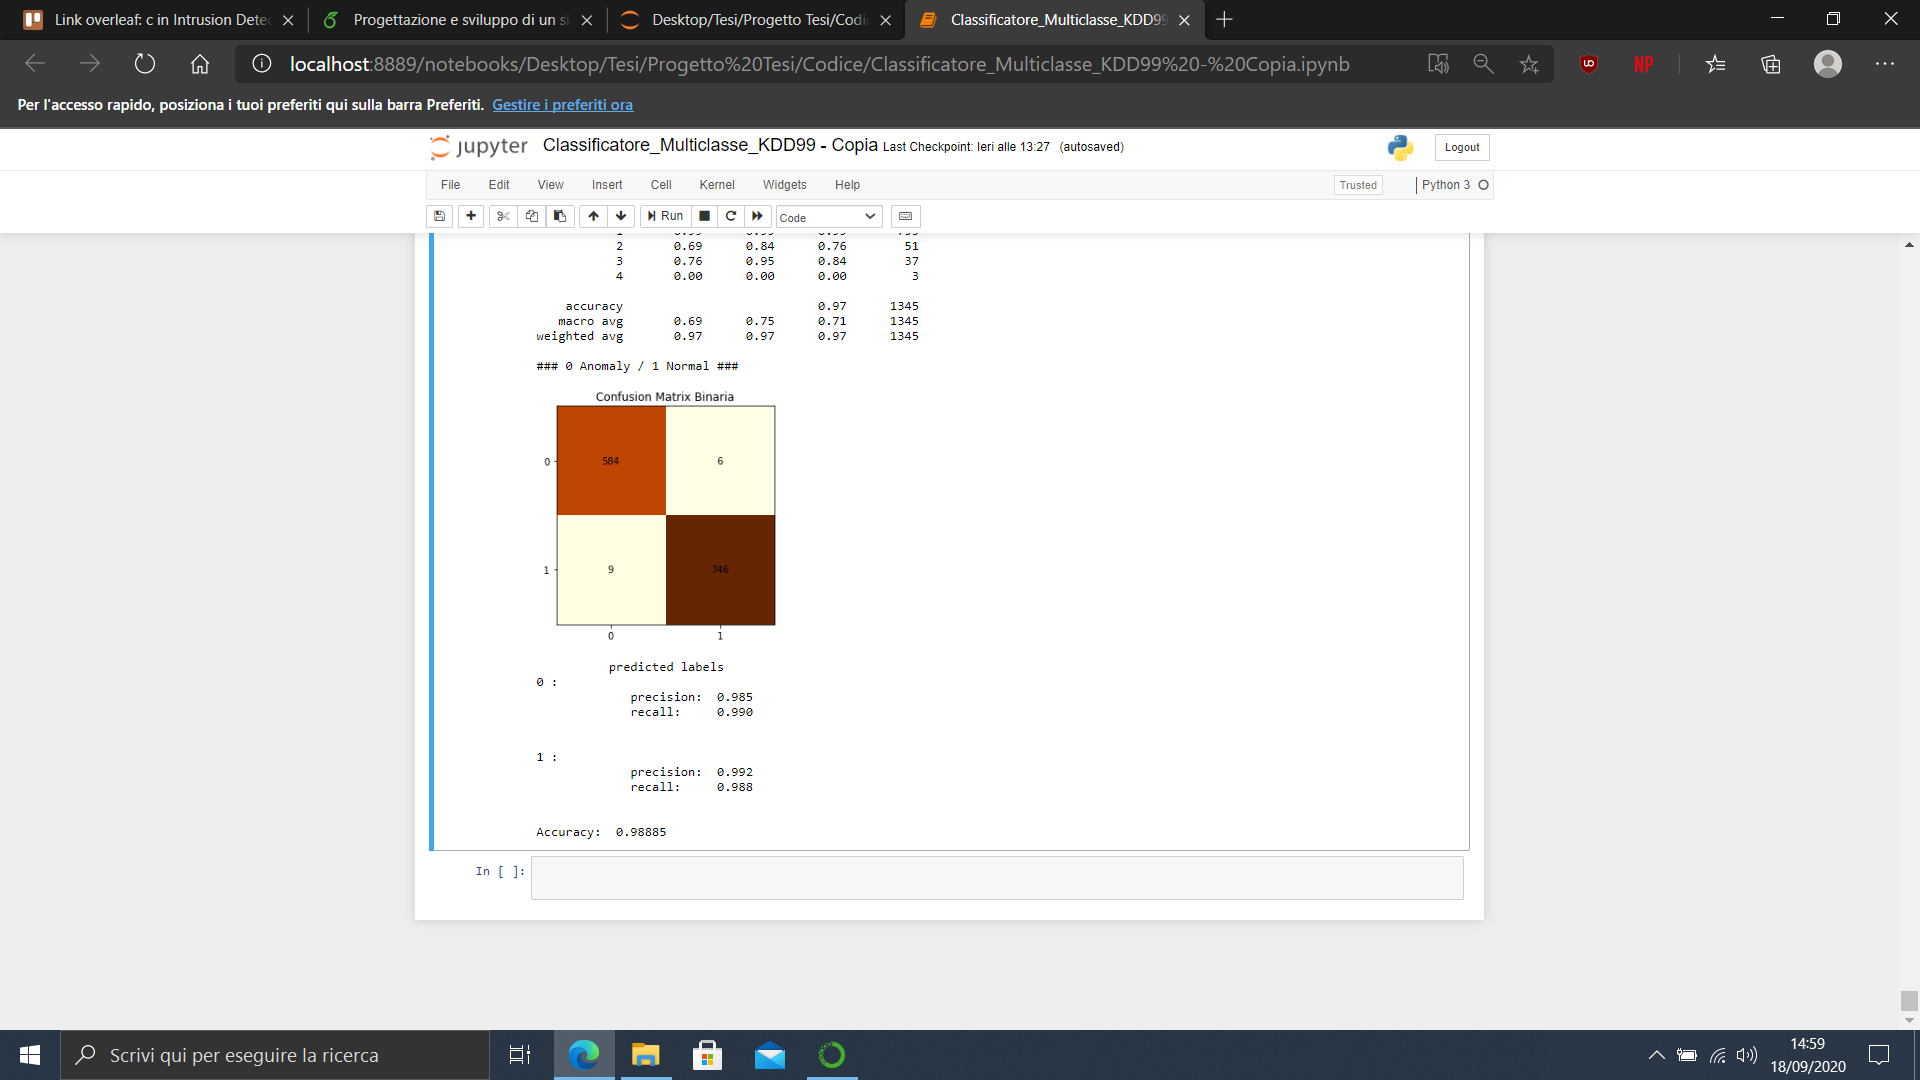 Link overleaf: c in Intrusion Dete
Progettazione e sviluppo di un si
Desktop/Tesi/Progetto Tesi/Codi
Classificatore_Multiclasse_KDD99
localhost:8889/notebooks/Desktop/Tesi/Progetto%20Tesi/Codice/Classificatore_Multiclasse_KDD99%20-%20Copia.ipynb
NP
Per l'accesso rapido, posiziona i tuoi preferiti qui sulla barra Preferiti. Gestire i preferiti ora
jupyter Classificatore_Multiclasse_KDD99 - Copia Last Checkpoint: Ieri alle 13:27 (autosaved)
Logout
File Edit View Insert Cell Kernel Widgets Help
Trusted Python 3
Run Code
2 0.69 0.84 0.76 51
3 0.76 0.95 0.84 37
4 0.00 0.00 0.00 3
accuracy 0.97 1345
macro avg 0.69 0.75 0.71 1345
weighted avg 0.97 0.97 0.97 1345
### 0 Anomaly / 1 Normal ###
Confusion Matrix Binaria
0 584 6
1 9 746
0 1
predicted labels
0 :
precision: 0.985
recall: 0.990
1 :
precision: 0.992
recall: 0.988
Accuracy: 0.98885
In [ ]:
Scrivi qui per eseguire la ricerca
14:59
18/09/2020